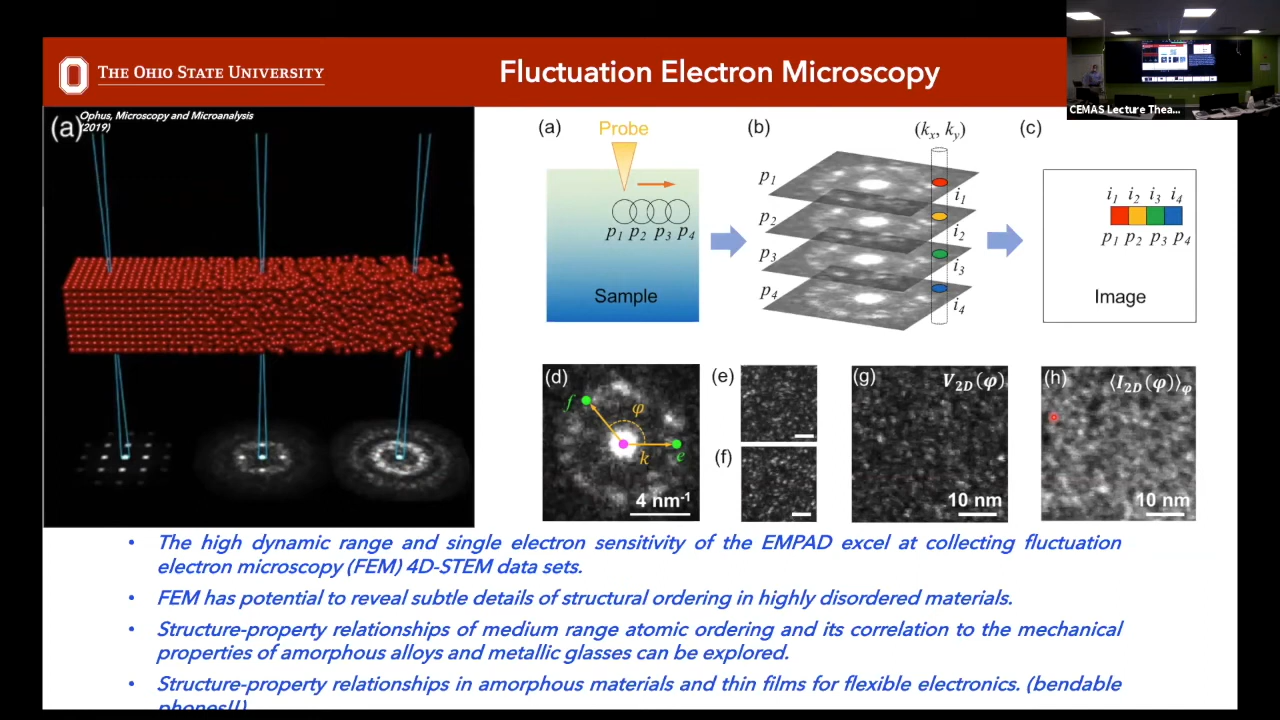 THE OHIO STATE UNIVERSITY
Fluctuation Electron Microscopy
CEMAS Lecture Thea...
(a) Ophus, Microscopy and Microanalysis
(2019)
(a)
Probe
p1 p2 p3 p4
Sample
(b)
(kx, ky)
p1
i1
p2
i2
p3
i3
p4
i4
(c)
i1 i2 i3 i4
p1 p2 p3 p4
Image
(d)
f
φ
k
e
4 nm-1
(e)
(f)
(g)
V2D(φ)
10 nm
(h)
⟨I2D(φ)⟩φ
10 nm
• The high dynamic range and single electron sensitivity of the EMPAD excel at collecting fluctuation
electron microscopy (FEM) 4D-STEM data sets.
• FEM has potential to reveal subtle details of structural ordering in highly disordered materials.
• Structure-property relationships of medium range atomic ordering and its correlation to the mechanical
properties of amorphous alloys and metallic glasses can be explored.
• Structure-property relationships in amorphous materials and thin films for flexible electronics. (bendable
phones!!)